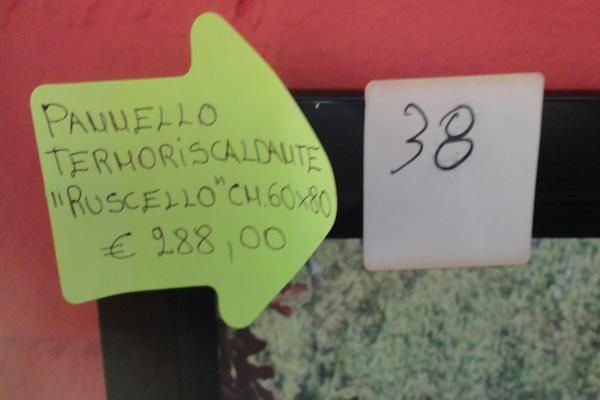 PANNELLO
TERMORISCALDANTE
"RUSCELLO" CM.60x80
€ 288,00
38